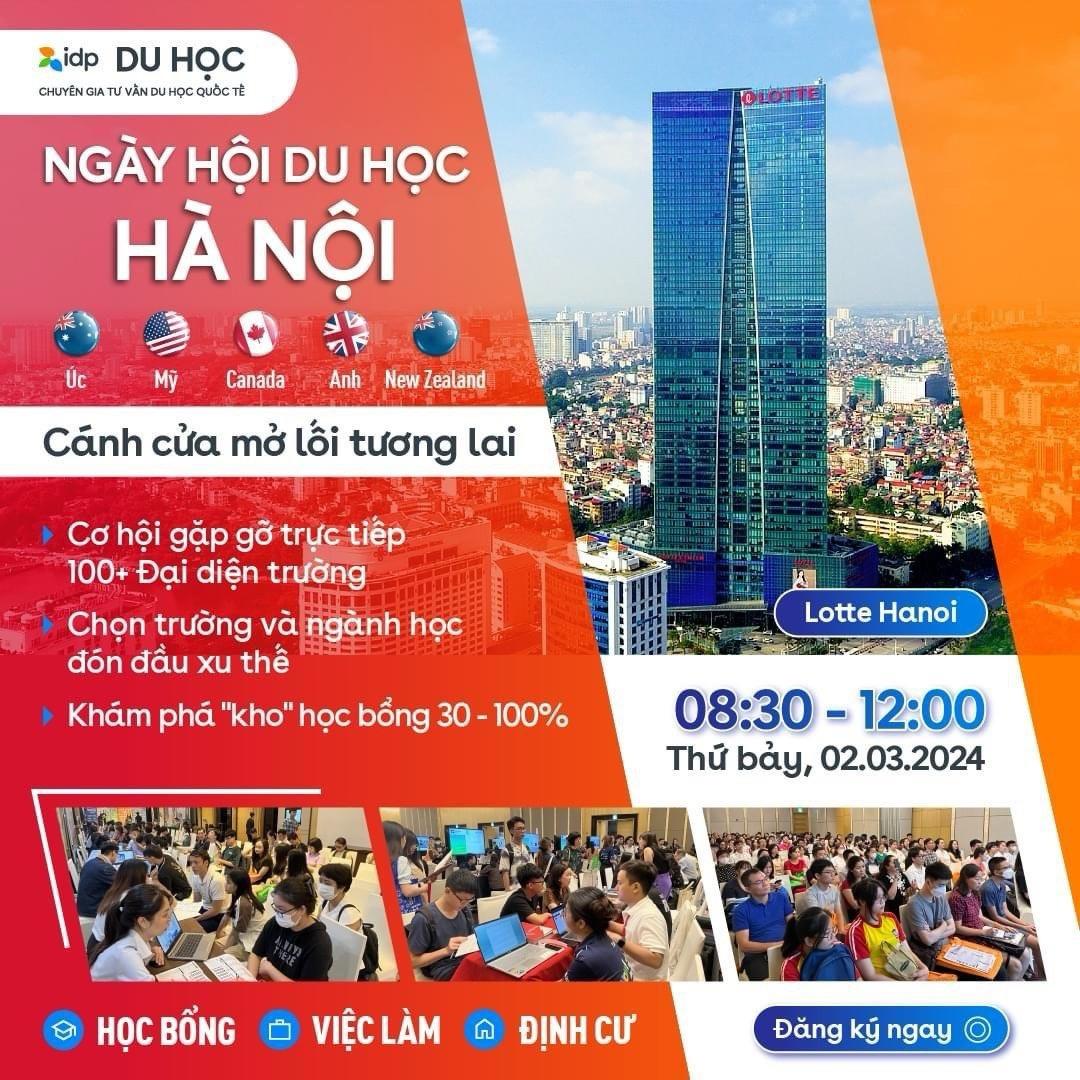 idp DU HỌC
CHUYÊN GIA TƯ VẤN DU HỌC QUỐC TẾ
NGÀY HỘI DU HỌC
HÀ NỘI
Úc Mỹ Canada Anh New Zealand
Cánh cửa mở lối tương lai
Cơ hội gặp gỡ trực tiếp
100+ Đại diện trường
Chọn trường và ngành học
đón đầu xu thế
Khám phá "kho" học bổng 30 - 100%
LOTTE
Lotte Hanoi
08:30 - 12:00
Thứ bảy, 02.03.2024
HỌC BỔNG VIỆC LÀM ĐỊNH CƯ
Đăng ký ngay